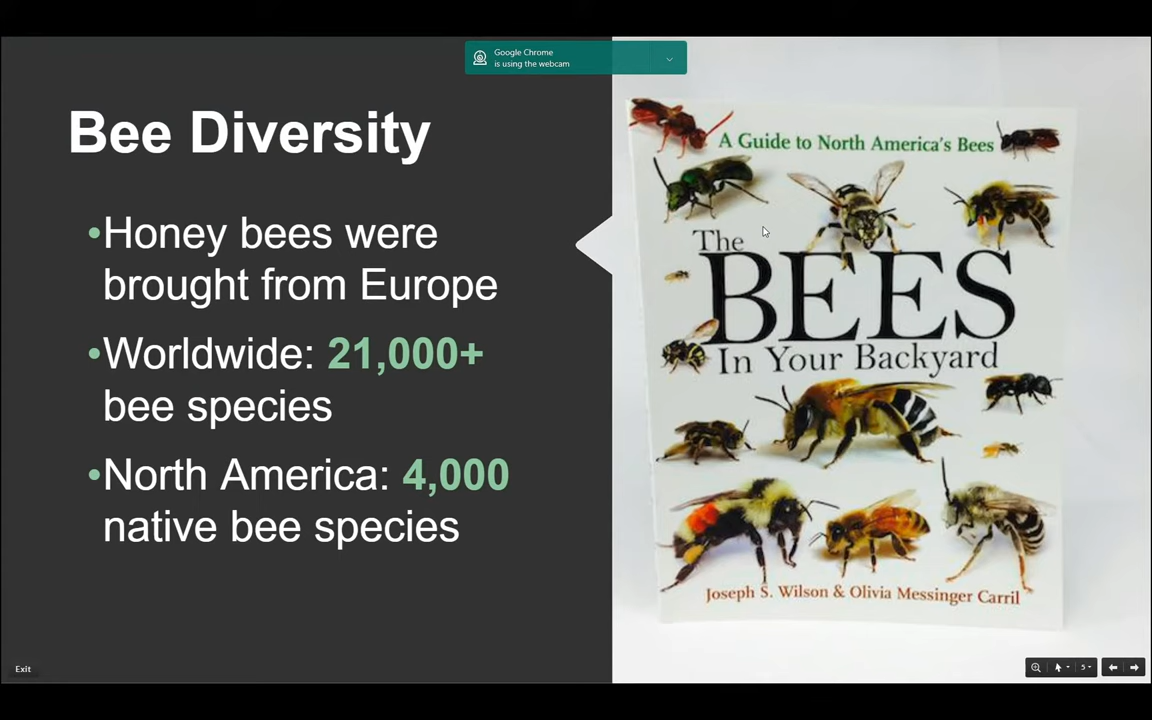 Google Chrome
is using the webcam
Bee Diversity
•Honey bees were
brought from Europe
•Worldwide: 21,000+
bee species
•North America: 4,000
native bee species
A Guide to North America's Bees
The
BEES
In Your Backyard
Joseph S. Wilson & Olivia Messinger Carril
Exit
5